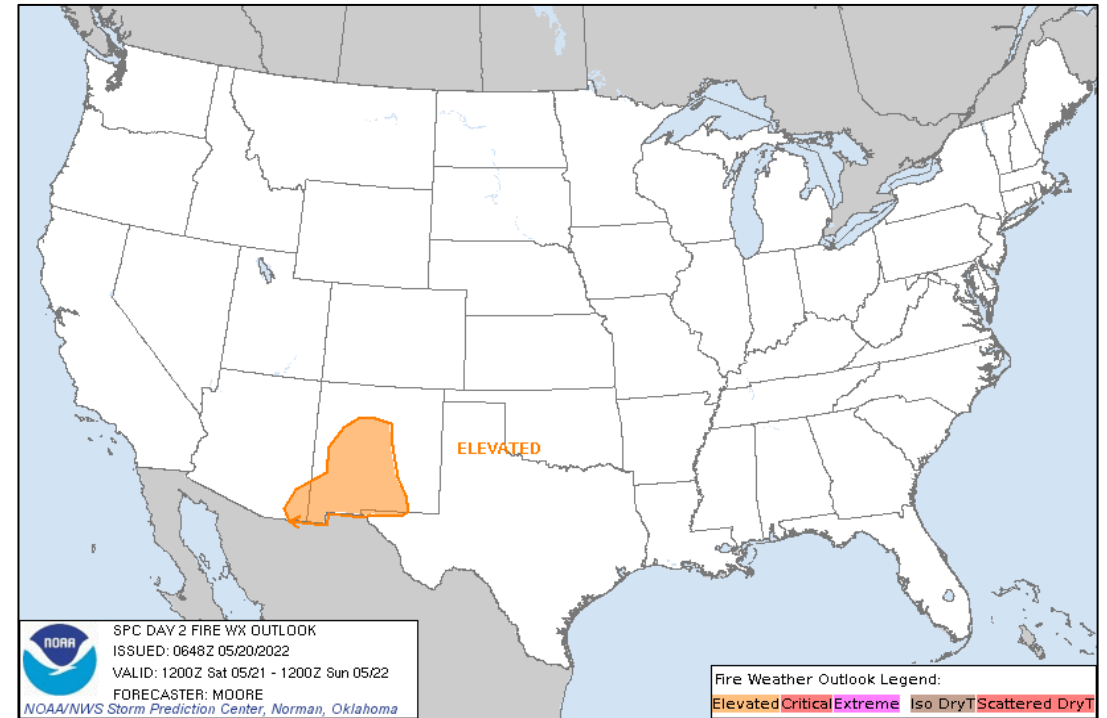 ELEVATED
NOAA
SPC DAY 2 FIRE WX OUTLOOK
ISSUED: 0648Z 05/20/2022
VALID: 1200Z Sat 05/21 - 1200Z Sun 05/22
FORECASTER: MOORE
NOAA/NWS Storm Prediction Center, Norman, Oklahoma
Fire Weather Outlook Legend:
Elevated Critical Extreme Iso DryT Scattered DryT